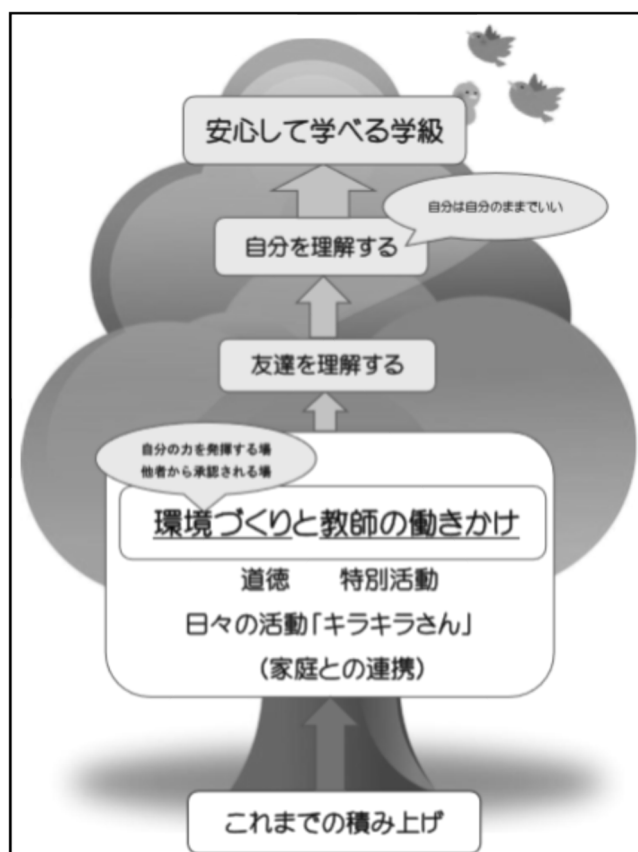 安心して学べる学級
自分は自分のままでいい
自分を理解する
友達を理解する
自分の力を発揮する場
他者から承認される場
環境づくりと教師の働きかけ
道徳　特別活動
日々の活動「キラキラさん」
（家庭との連携）
これまでの積み上げ